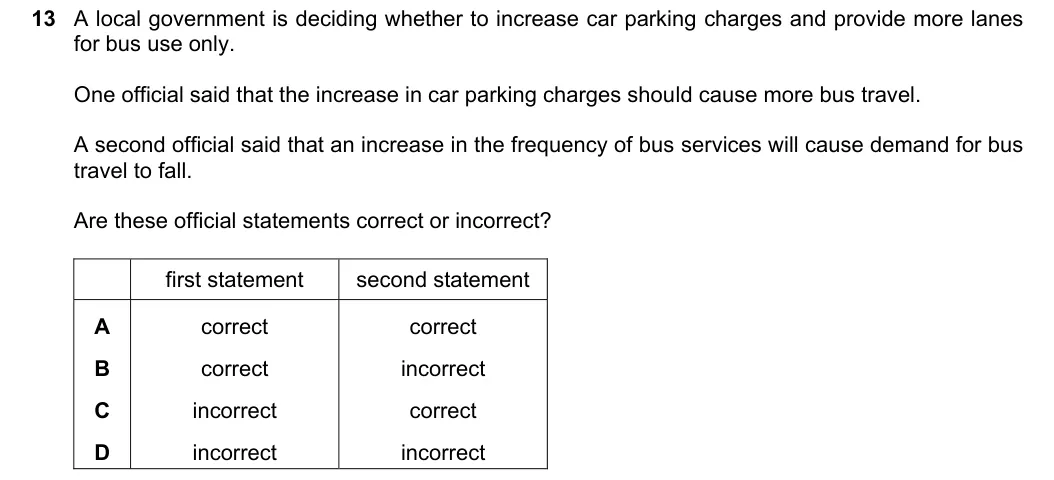 13 A local government is deciding whether to increase car parking charges and provide more lanes
for bus use only.
One official said that the increase in car parking charges should cause more bus travel.
A second official said that an increase in the frequency of bus services will cause demand for bus
travel to fall.
Are these official statements correct or incorrect?
first statement second statement
A correct correct
B correct incorrect
C incorrect correct
D incorrect incorrect